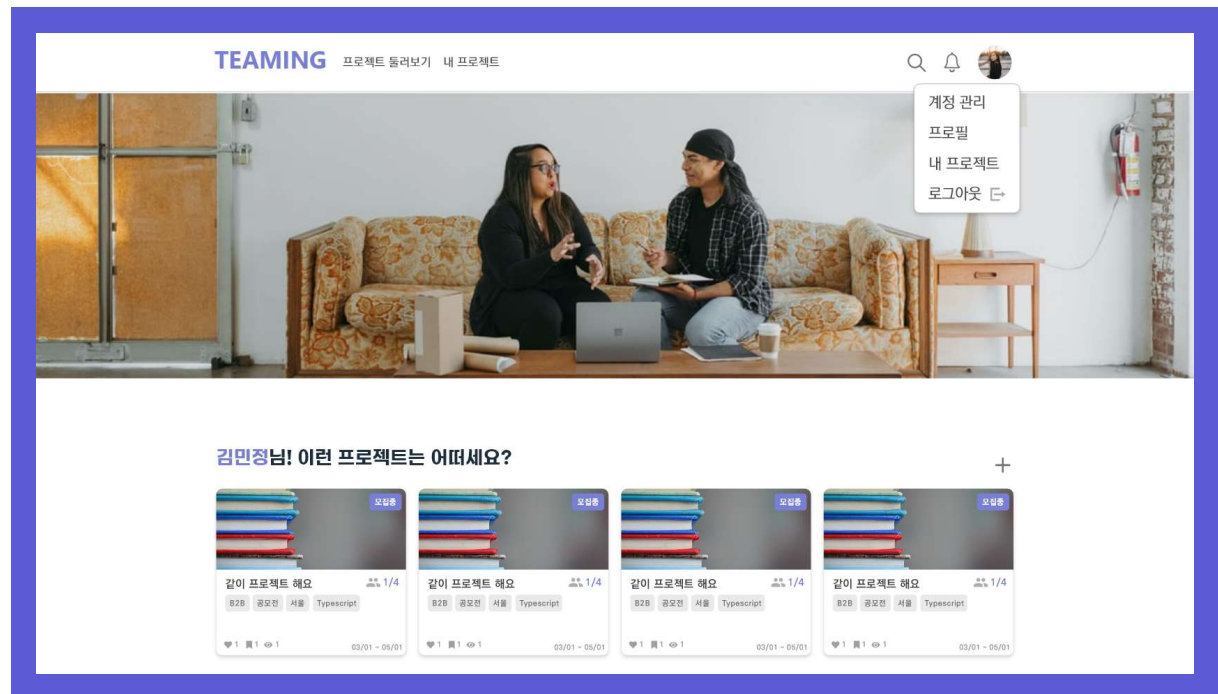 TEAMING 프로젝트 둘러보기 내 프로젝트
계정 관리
프로필
내 프로젝트
로그아웃
김민정님! 이런 프로젝트는 어떠세요?
모집중 모집중 모집중 모집중
같이 프로젝트 해요 1/4 같이 프로젝트 해요 1/4 같이 프로젝트 해요 1/4 같이 프로젝트 해요 1/4
B2B 공모전 서울 Typescript B2B 공모전 서울 Typescript B2B 공모전 서울 Typescript B2B 공모전 서울 Typescript
1 1 1 03/01 ~ 05/01 1 1 1 03/01 ~ 05/01 1 1 1 03/01 ~ 05/01 1 1 1 03/01 ~ 05/01